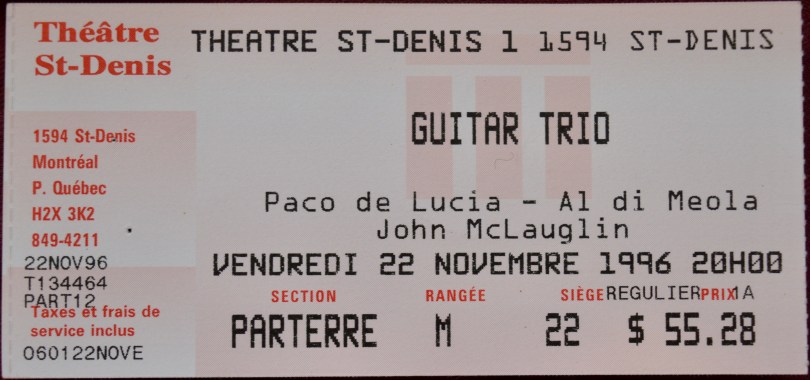 Théâtre
St-Denis
THEATRE ST-DENIS 1 1594 ST-DENIS
GUITAR TRIO
Paco de Lucia - Al di Meola
John McLauglin
VENDREDI 22 NOVEMBRE 1996 20H00
SECTION RANGÉE SIÈGE REGULIER PRIX 1A
PARTERRE M 22 $ 55.28
1594 St-Denis
Montréal
P. Québec
H2X 3K2
849-4211
22NOV96
T134464
PART12
Taxes et frais de
service inclus
060122NOVE